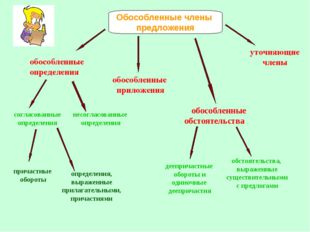 Обособленные члены
предложения
уточняющие
члены
обособленные
определения
обособленные
приложения
обособленные
обстоятельства
согласованные
определения
несогласованные
определения
причастные
обороты
определения,
выраженные
прилагательными,
причастиями
деепричастные
обороты и
одиночные
деепричастия
обстоятельства,
выраженные
существительными
с предлогами